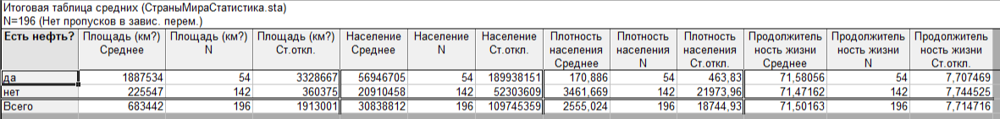 Итоговая таблица средних (СтраныМираСтатистика.sta)
N=196 (Нет пропусков в завис. перем.)
Есть нефть? Площадь (км?) Среднее Площадь (км?) N Площадь (км?) Ст.откл. Население Среднее Население N Население Ст.откл. Плотность населения Среднее Плотность населения N Плотность населения Ст.откл. Продолжитель ность жизни Среднее Продолжитель ность жизни N Продолжитель ность жизни Ст.откл.
да 1887534 54 3328667 56946705 54 189938151 170,886 54 463,83 71,58056 54 7,707469
нет 225547 142 360375 20910458 142 52303609 3461,669 142 21973,96 71,47162 142 7,744525
Всего 683442 196 1913001 30838812 196 109745359 2555,024 196 18744,93 71,50163 196 7,714716